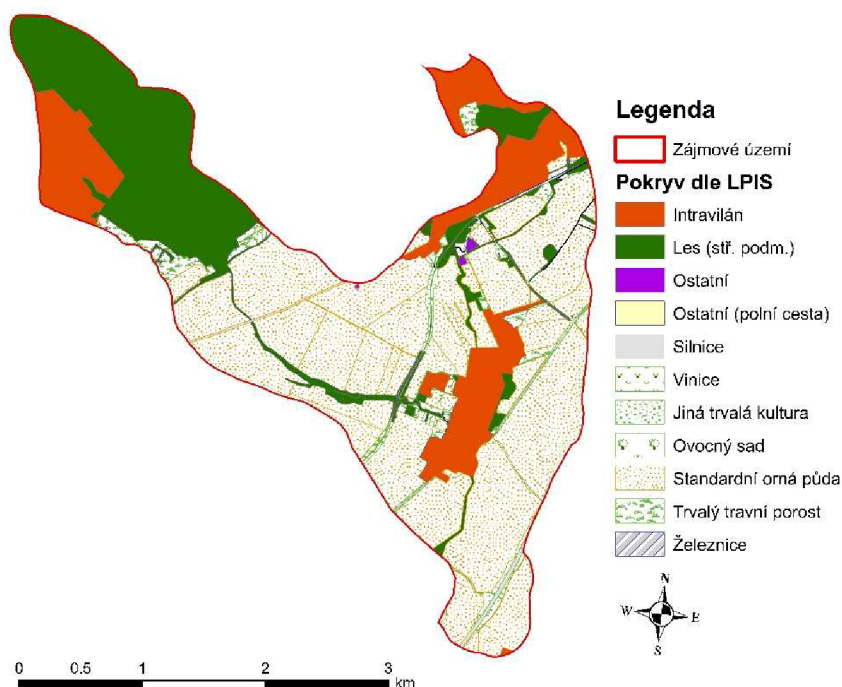 Legenda
Zájmové území
Pokryv dle LPIS
Intravilán
Les (stř. podm.)
Ostatní
Ostatní (polní cesta)
Silnice
Vinice
Jiná trvalá kultura
Ovocný sad
Standardní orná půda
Trvalý travní porost
Železnice
N
W E
S
0 0.5 1 2 3
km